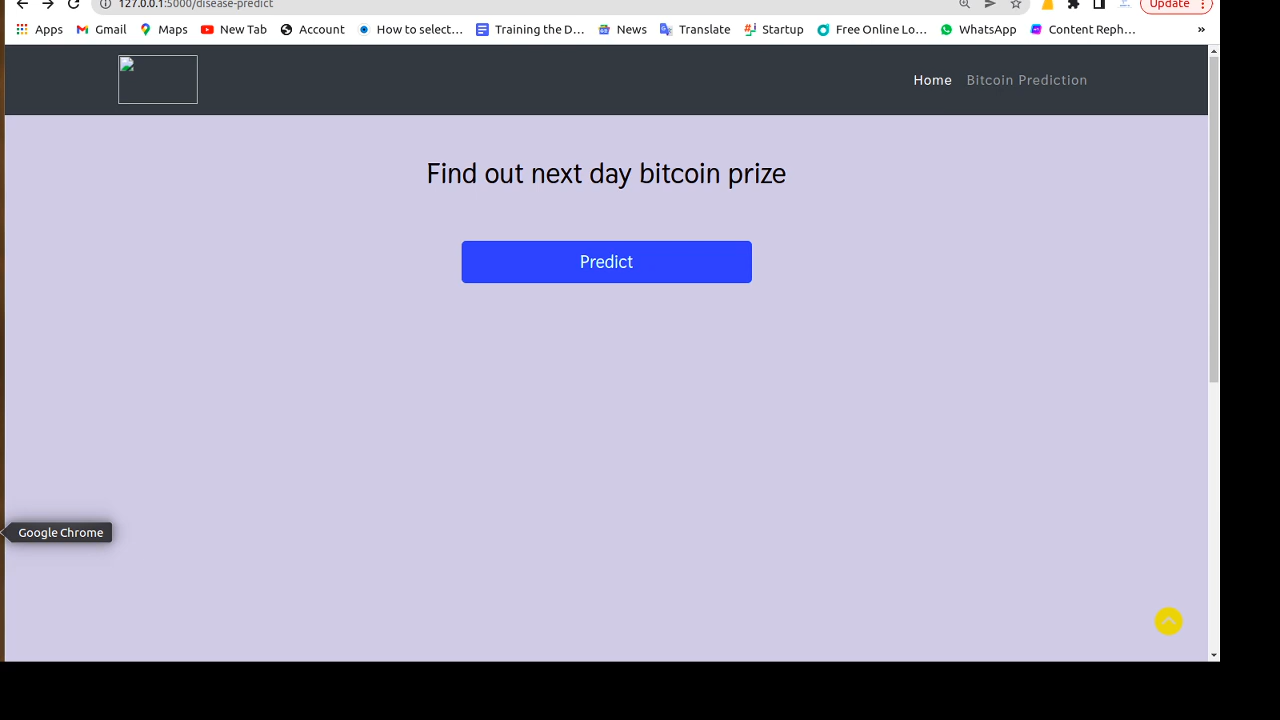 127.0.0.1:5000/disease-predict
Update
Apps Gmail Maps New Tab Account How to select... Training the D... News Translate Startup Free Online Lo... WhatsApp Content Reph... »
Home Bitcoin Prediction
Find out next day bitcoin prize
Predict
Google Chrome